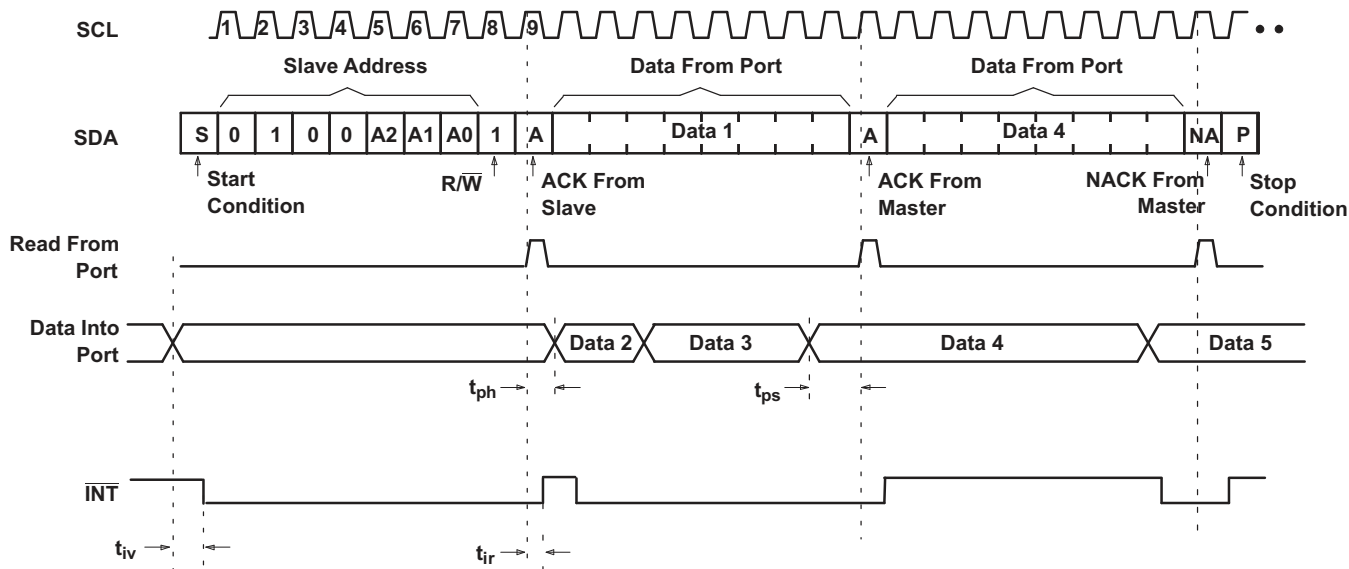 SCL 1 2 3 4 5 6 7 8 9
Slave Address Data From Port Data From Port
SDA S 0 1 0 0 A2 A1 A0 1 A Data 1 A Data 4 NA P
Start Condition
R/W̅
ACK From Slave
ACK From Master
NACK From Master
Stop Condition
Read From Port
Data Into Port Data 2 Data 3 Data 4 Data 5
tph tps
I̅N̅T̅
tiv tir